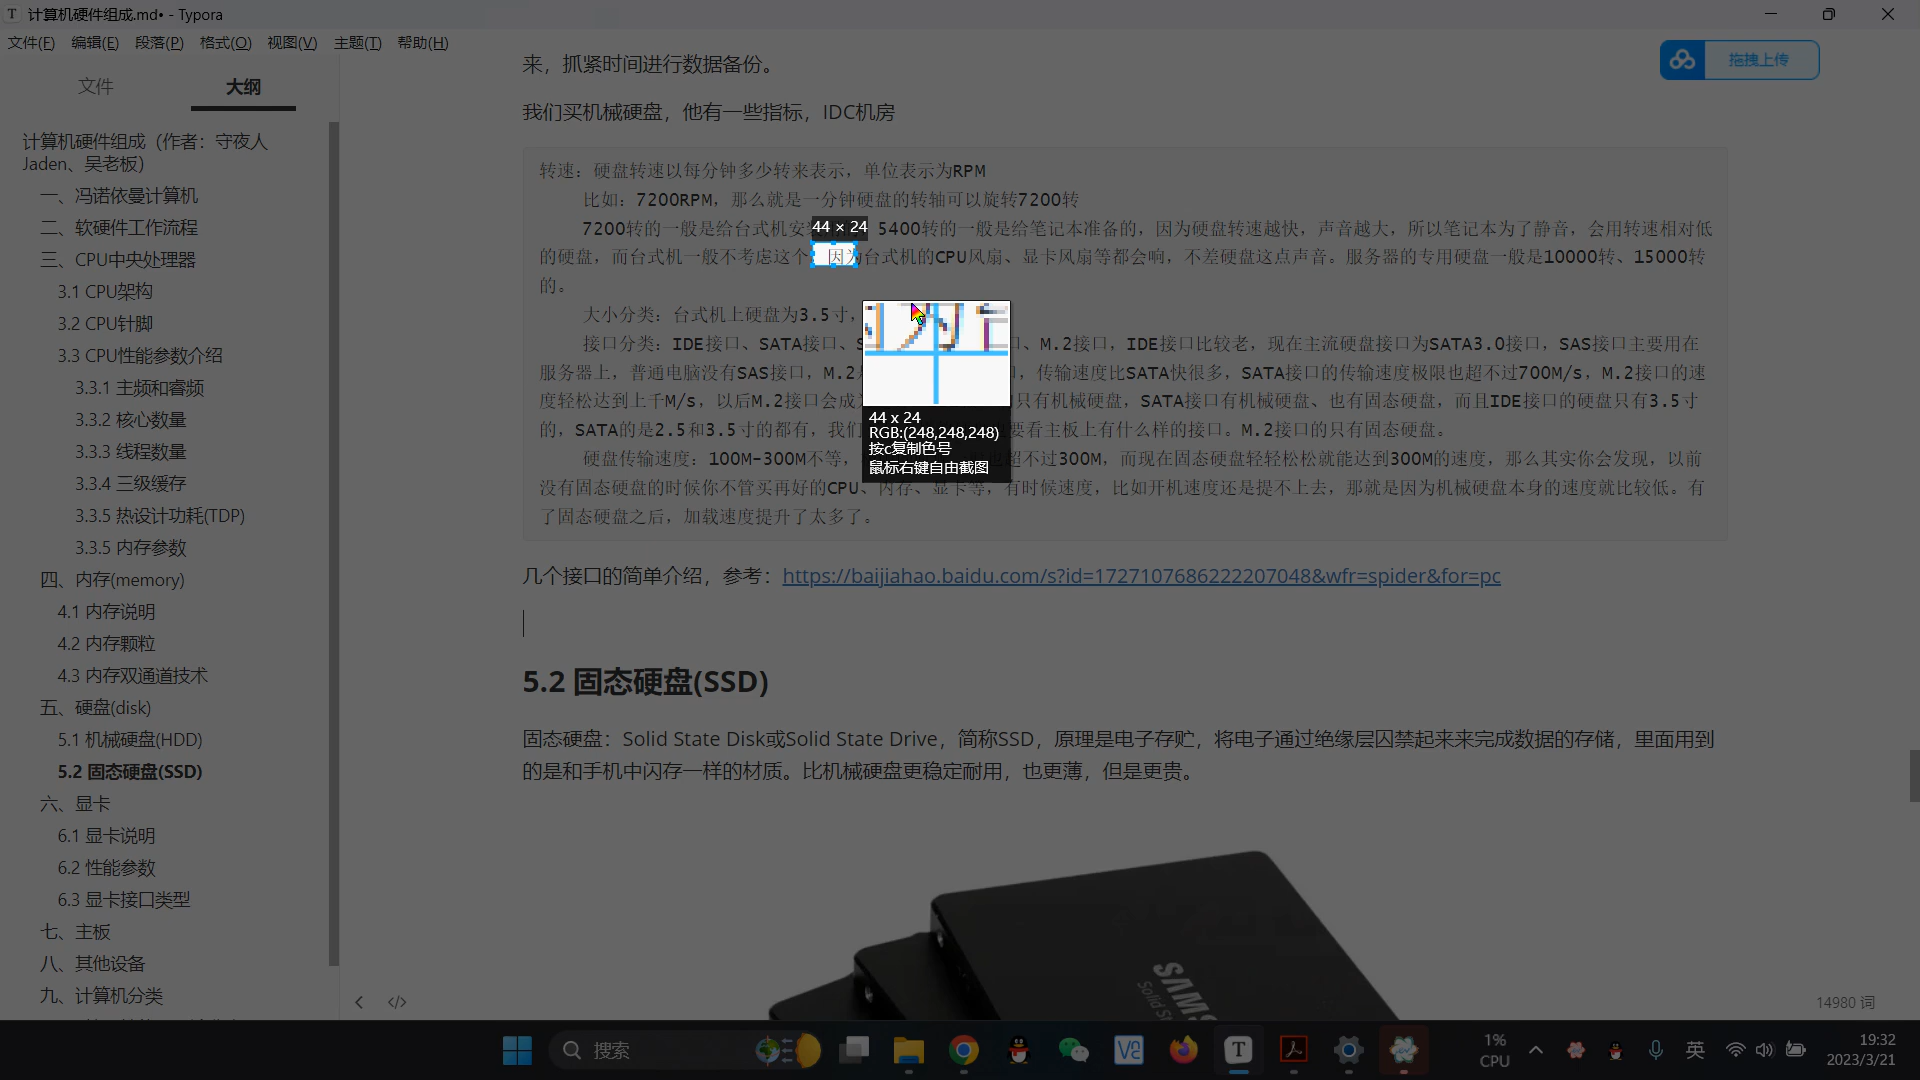 计算机硬件组成.md• - Typora
文件(F) 编辑(E) 段落(P) 格式(O) 视图(V) 主题(T) 帮助(H)
文件 大纲
计算机硬件组成（作者：守夜人
Jaden、吴老板）
一、冯诺依曼计算机
二、软硬件工作流程
三、CPU中央处理器
3.1 CPU架构
3.2 CPU针脚
3.3 CPU性能参数介绍
3.3.1 主频和睿频
3.3.2 核心数量
3.3.3 线程数量
3.3.4 三级缓存
3.3.5 热设计功耗(TDP)
3.3.5 内存参数
四、内存(memory)
4.1 内存说明
4.2 内存颗粒
4.3 内存双通道技术
五、硬盘(disk)
5.1 机械硬盘(HDD)
5.2 固态硬盘(SSD)
六、显卡
6.1 显卡说明
6.2 性能参数
6.3 显卡接口类型
七、主板
八、其他设备
九、计算机分类
拖拽上传
来，抓紧时间进行数据备份。
我们买机械硬盘，他有一些指标，IDC机房
转速：硬盘转速以每分钟多少转来表示，单位表示为RPM
比如：7200RPM，那么就是一分钟硬盘的转轴可以旋转7200转
7200转的一般是给台式机安 5400转的一般是给笔记本准备的，因为硬盘转速越快，声音越大，所以笔记本为了静音，会用转速相对低
的硬盘，而台式机一般不考虑这个 因为台式机的CPU风扇、显卡风扇等都会响，不差硬盘这点声音。服务器的专用硬盘一般是10000转、15000转
的。
大小分类：台式机上硬盘为3.5寸，
接口分类：IDE接口、SATA接口、S 口、M.2接口，IDE接口比较老，现在主流硬盘接口为SATA3.0接口，SAS接口主要用在
服务器上，普通电脑没有SAS接口，M.2 ，传输速度比SATA快很多，SATA接口的传输速度极限也超不过700M/s，M.2接口的速
度轻松达到上千M/s，以后M.2接口会成 只有机械硬盘，SATA接口有机械硬盘、也有固态硬盘，而且IDE接口的硬盘只有3.5寸
的，SATA的是2.5和3.5寸的都有，我们 要看主板上有什么样的接口。M.2接口的只有固态硬盘。
硬盘传输速度：100M-300M不等， 超不过300M，而现在固态硬盘轻轻松松就能达到300M的速度，那么其实你会发现，以前
没有固态硬盘的时候你不管买再好的CPU、内存、显卡等，有时候速度，比如开机速度还是提不上去，那就是因为机械硬盘本身的速度就比较低。有
了固态硬盘之后，加载速度提升了太多了。
44 × 24
44 x 24
RGB:(248,248,248)
按c复制色号
鼠标右键自由截图
几个接口的简单介绍，参考：https://baijiahao.baidu.com/s?id=1727107686222207048&wfr=spider&for=pc
5.2 固态硬盘(SSD)
固态硬盘：Solid State Disk或Solid State Drive，简称SSD，原理是电子存贮，将电子通过绝缘层囚禁起来来完成数据的存储，里面用到
的是和手机中闪存一样的材质。比机械硬盘更稳定耐用，也更薄，但是更贵。
SAMS
Solid St
14980 词
搜索
1%
CPU
英
19:32
2023/3/21